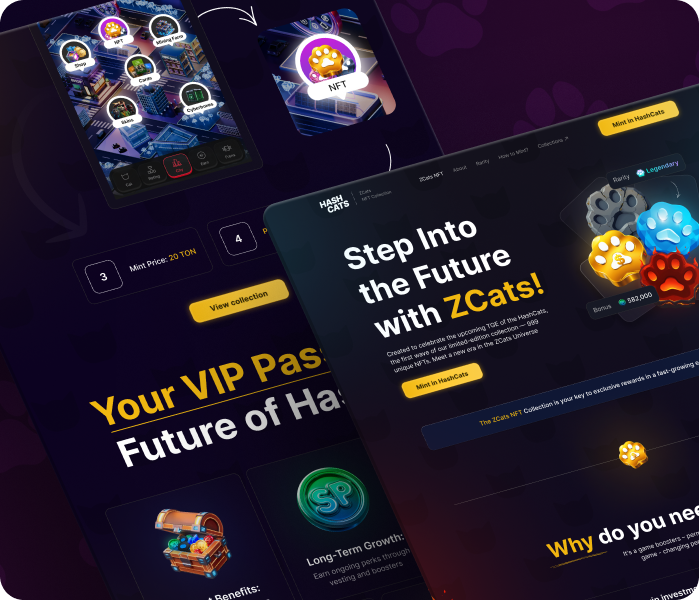 NFT
Mining Farm
Shop
Cards
Skins
Cyberboxes
NFT
3
Mint Price: 20 TON
4
View collection
Your VIP Pass
Future of Has
Long-Term Growth:
Earn ongoing perks through
vesting and boosters
t Benefits:
Mint in HashCats
HASH
CATS
ZCats
NFT Collection
ZCats NFT
About
Rarity
How to Mint?
Collections
Rarity
Legendary
Step Into
the Future
with ZCats!
Bonus
582,000
Created to celebrate the upcoming TGE of the HashCats,
the first wave of our limited-edition collection — 999
unique NFTs. Meet a new era in the ZCats Universe
Mint in HashCats
The ZCats NFT Collection is your key to exclusive rewards in a fast-growing
Why do you nee
It's a game boosters - per
game - changing
SP